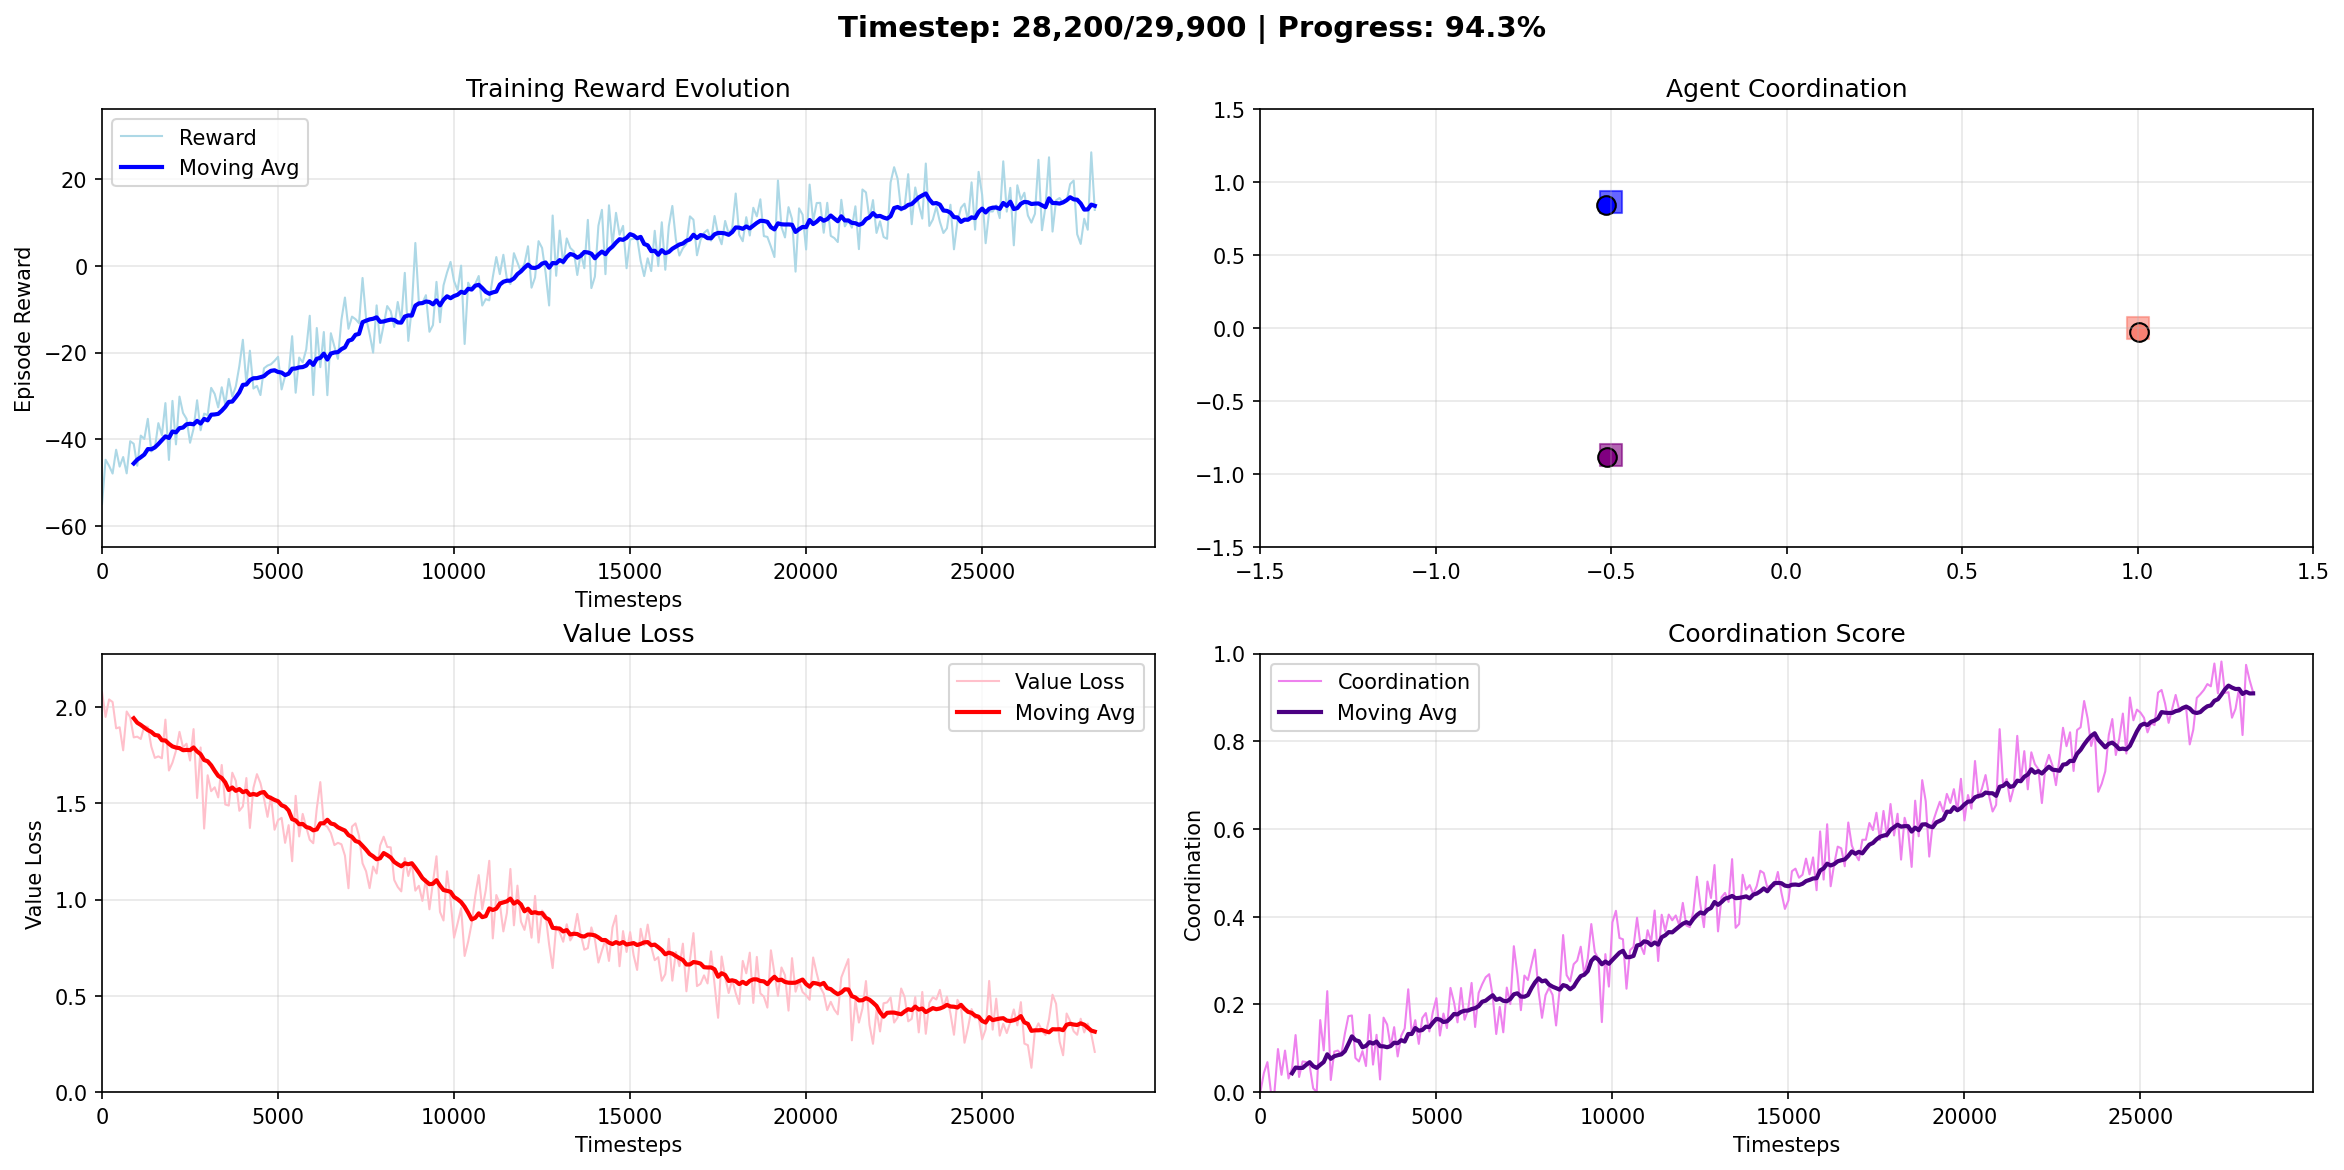 Timestep: 28,200/29,900 | Progress: 94.3%
Training Reward Evolution
Reward
Moving Avg
Episode Reward
20
0
−20
−40
−60
0
5000
10000
15000
20000
25000
Timesteps
Agent Coordination
1.5
1.0
0.5
0.0
−0.5
−1.0
−1.5
−1.5
−1.0
−0.5
0.0
0.5
1.0
1.5
Value Loss
Value Loss
Moving Avg
Value Loss
2.0
1.5
1.0
0.5
0.0
0
5000
10000
15000
20000
25000
Timesteps
Coordination Score
Coordination
Moving Avg
Coordination
1.0
0.8
0.6
0.4
0.2
0.0
0
5000
10000
15000
20000
25000
Timesteps